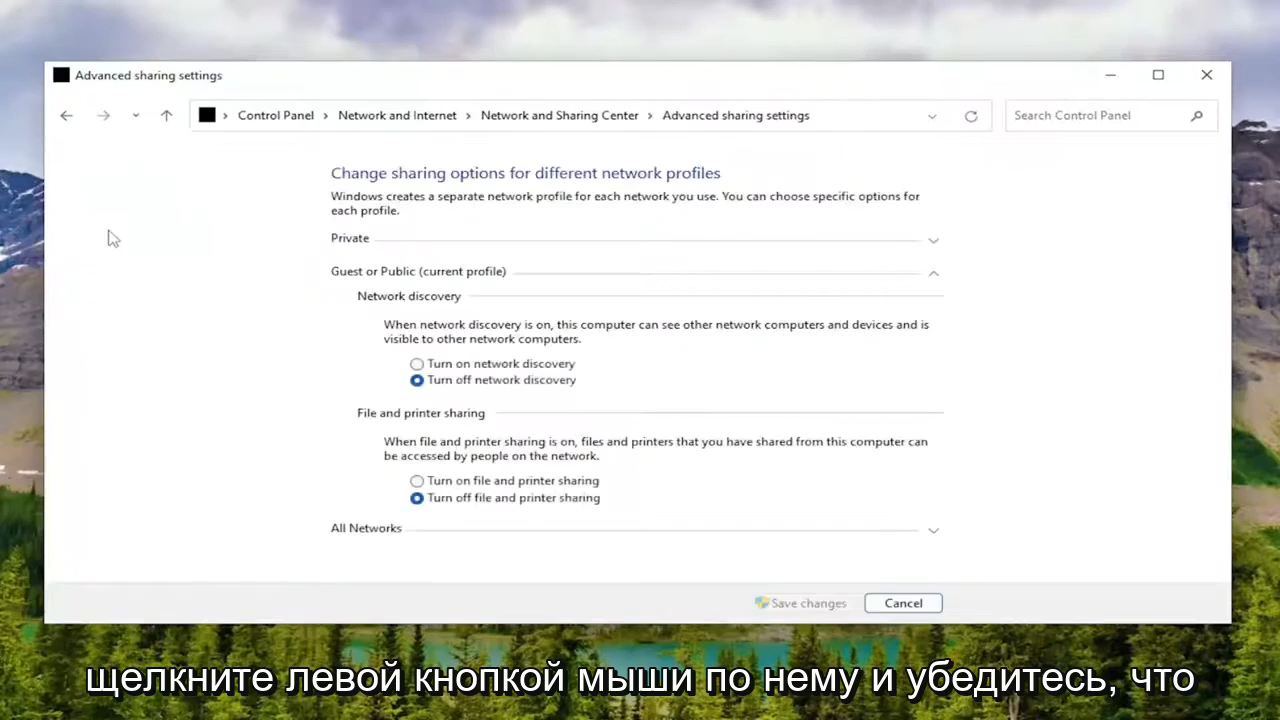 Advanced sharing settings
Control Panel > Network and Internet > Network and Sharing Center > Advanced sharing settings
Search Control Panel
Change sharing options for different network profiles
Windows creates a separate network profile for each network you use. You can choose specific options for
each profile.
Private
Guest or Public (current profile)
Network discovery
When network discovery is on, this computer can see other network computers and devices and is
visible to other network computers.
Turn on network discovery
Turn off network discovery
File and printer sharing
When file and printer sharing is on, files and printers that you have shared from this computer can
be accessed by people on the network.
Turn on file and printer sharing
Turn off file and printer sharing
All Networks
Save changes
Cancel
щелкните левой кнопкой мыши по нему и убедитесь, что